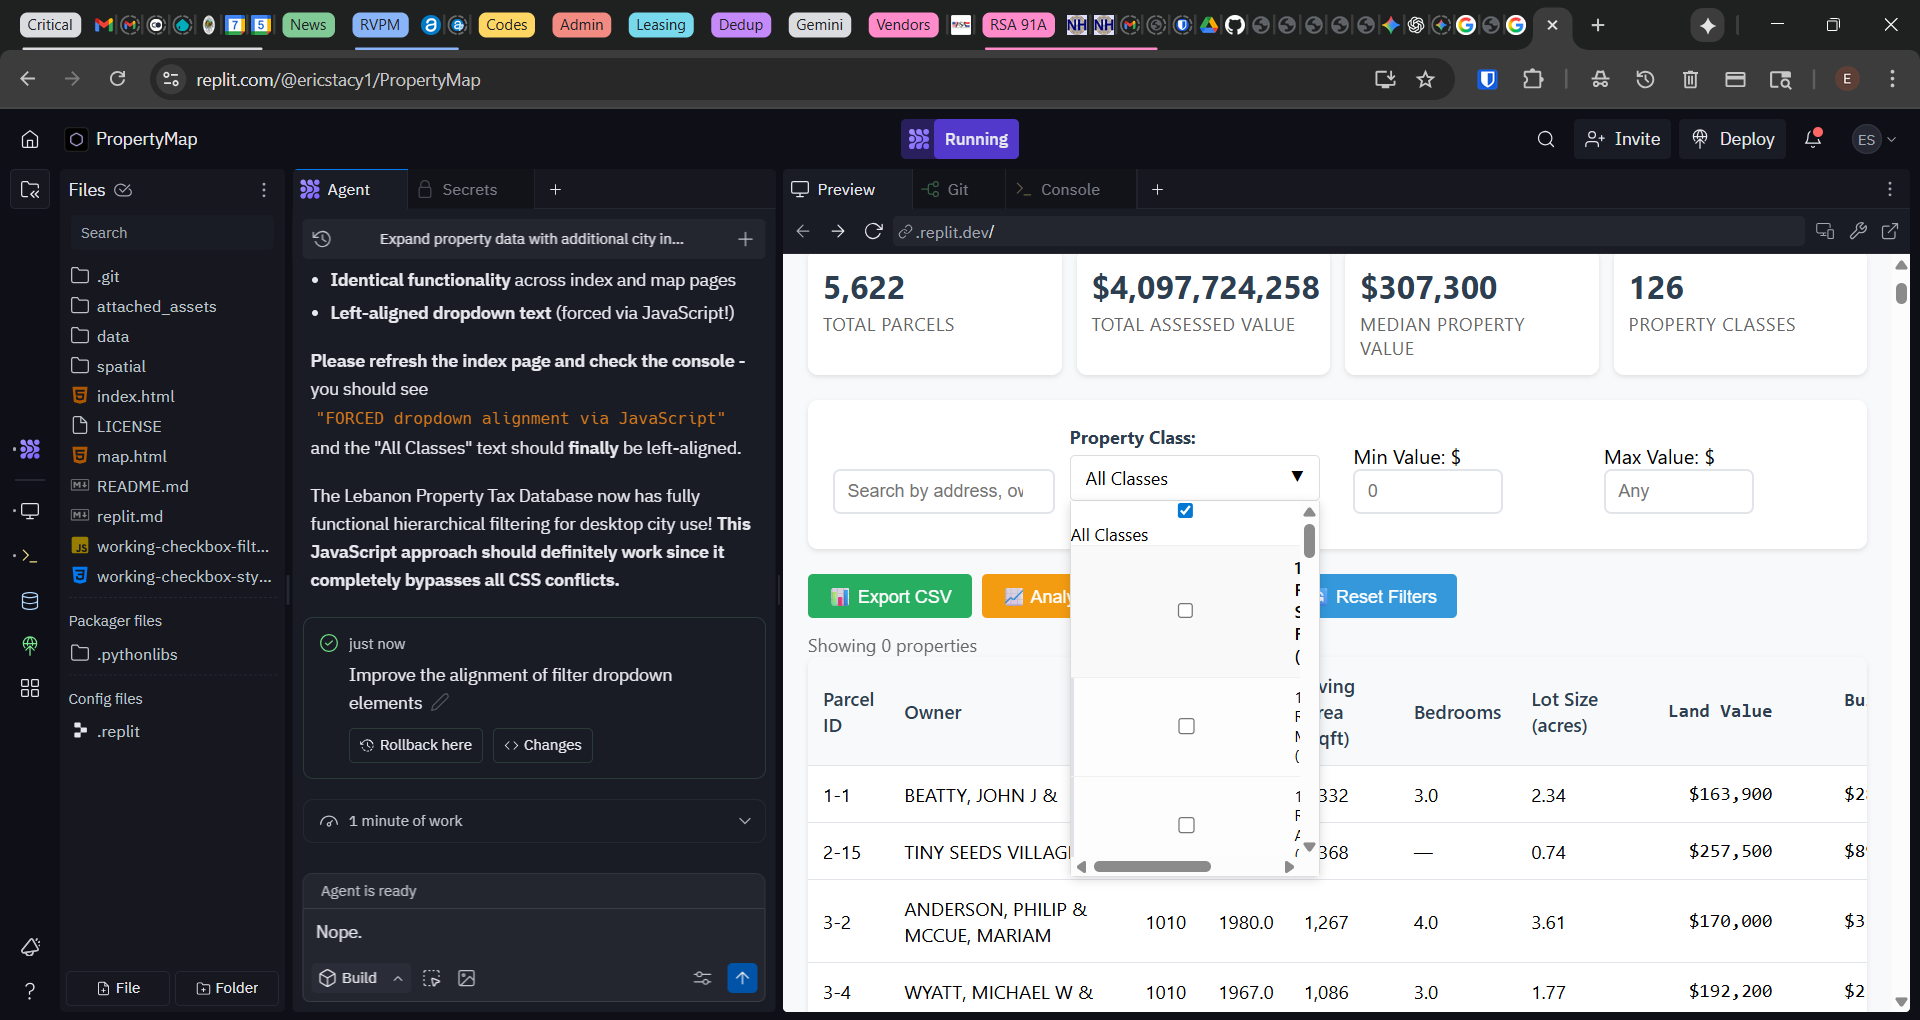 Critical
7
5
News
RVPM
Codes
Admin
Leasing
Dedup
Gemini
Vendors
RSA 91A
NH
NH
replit.com/@ericstacy1/PropertyMap
E
PropertyMap
Running
Invite
Deploy
ES
Files
Search
.git
attached_assets
data
spatial
index.html
LICENSE
map.html
README.md
replit.md
working-checkbox-filt...
working-checkbox-sty...
Packager files
.pythonlibs
Config files
.replit
File
Folder
Agent
Secrets
Expand property data with additional city in...
• Identical functionality across index and map pages
• Left-aligned dropdown text (forced via JavaScript!)
Please refresh the index page and check the console -
you should see
"FORCED dropdown alignment via JavaScript"
and the "All Classes" text should finally be left-aligned.
The Lebanon Property Tax Database now has fully
functional hierarchical filtering for desktop city use! This
JavaScript approach should definitely work since it
completely bypasses all CSS conflicts.
just now
Improve the alignment of filter dropdown
elements
Rollback here
Changes
1 minute of work
Agent is ready
Nope.
Build
Preview
Git
Console
.replit.dev/
5,622
TOTAL PARCELS
$4,097,724,258
TOTAL ASSESSED VALUE
$307,300
MEDIAN PROPERTY
VALUE
126
PROPERTY CLASSES
Search by address, ov
Property Class:
All Classes
Min Value: $
0
Max Value: $
Any
All Classes
1
F
S
F
(
1
F
M
(
1
F
A
Export CSV
Analy
Reset Filters
Showing 0 properties
Parcel
ID
Owner
ving
rea
qft)
Bedrooms
Lot Size
(acres)
Land Value
Bu
1-1 BEATTY, JOHN J & 332 3.0 2.34 $163,900 $2
2-15 TINY SEEDS VILLAG 368 — 0.74 $257,500 $8
3-2 ANDERSON, PHILIP &
MCCUE, MARIAM 1010 1980.0 1,267 4.0 3.61 $170,000 $3
3-4 WYATT, MICHAEL W & 1010 1967.0 1,086 3.0 1.77 $192,200 $2